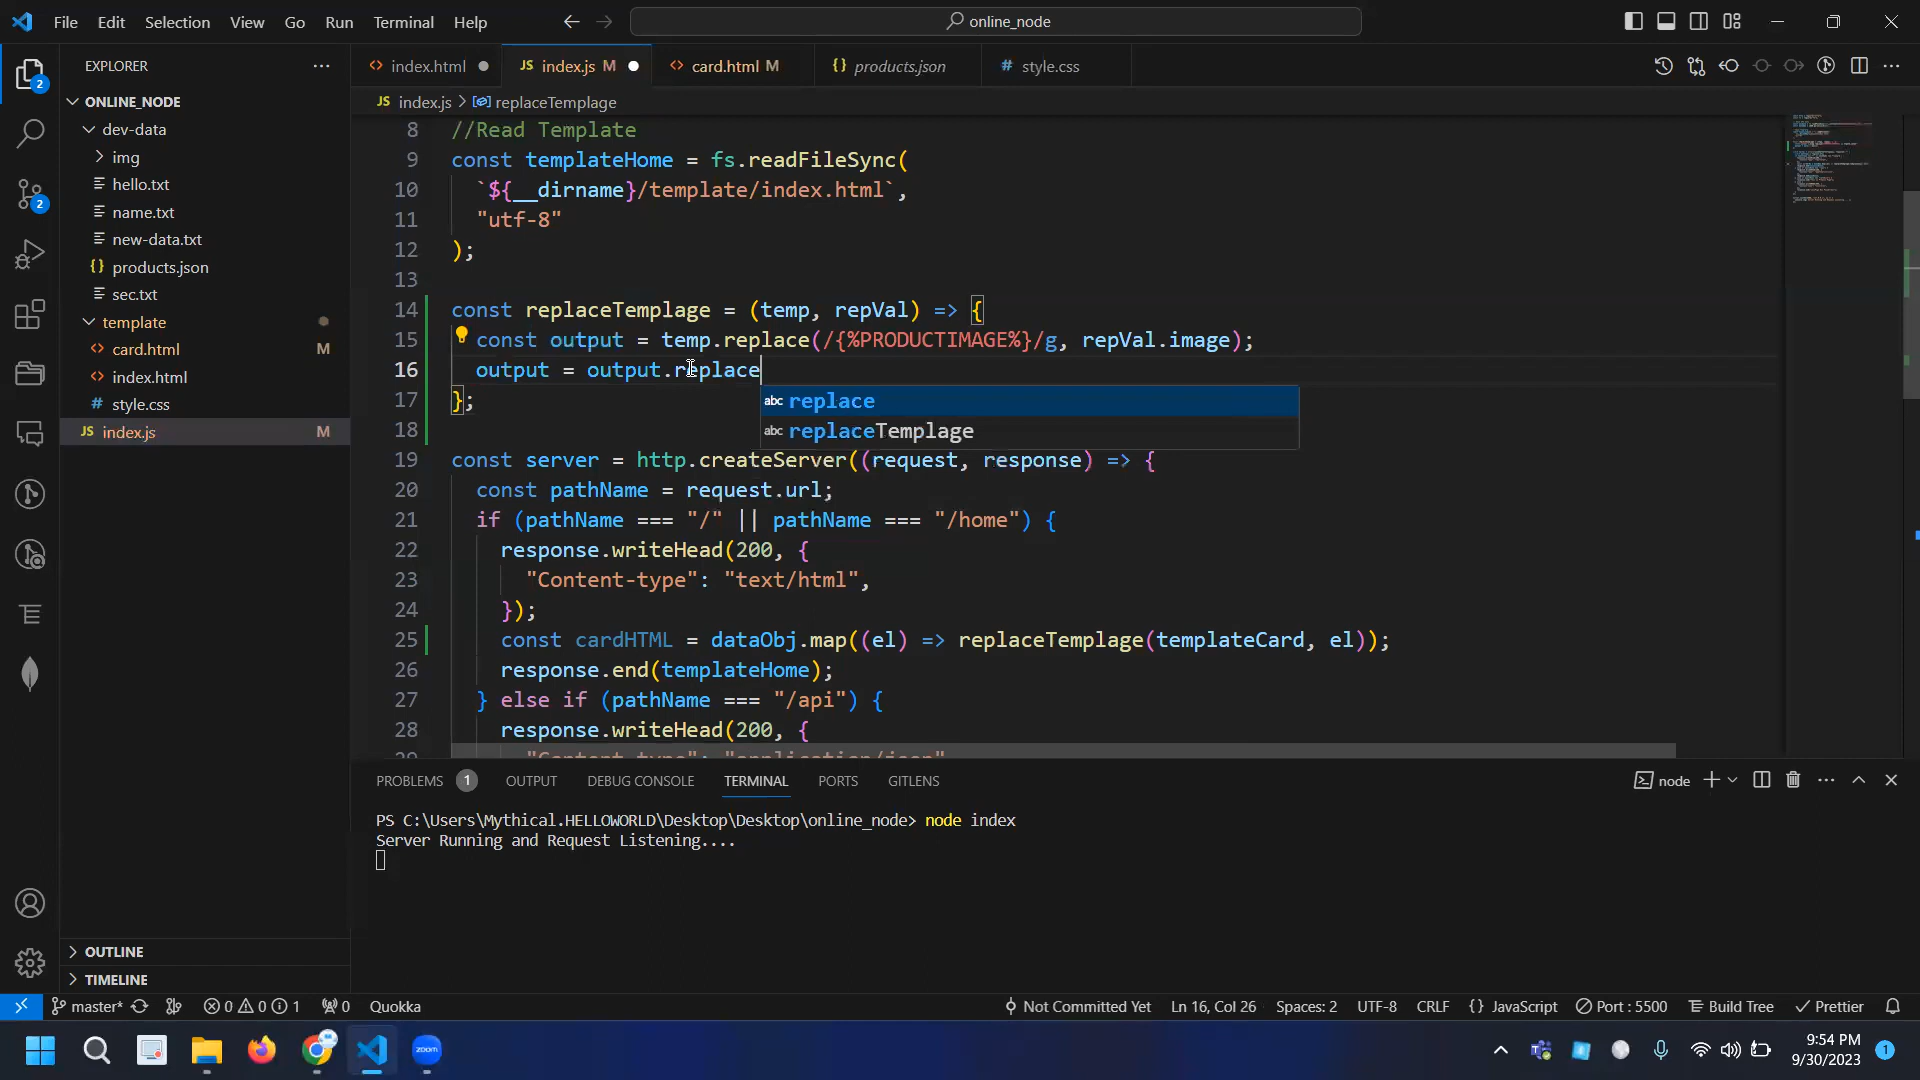 File Edit Selection View Go Run Terminal Help
online_node
EXPLORER
index.html
JS index.js M
card.html M
{} products.json
# style.css
ONLINE_NODE
JS index.js > replaceTemplage
dev-data
img
hello.txt
name.txt
new-data.txt
{} products.json
sec.txt
template
card.html M
index.html
# style.css
JS index.js M
2
2
8 //Read Template
9 const templateHome = fs.readFileSync(
10 `${__dirname}/template/index.html`,
11 "utf-8"
12 );
13
14 const replaceTemplage = (temp, repVal) => {
15 const output = temp.replace(/{%PRODUCTIMAGE%}/g, repVal.image);
16 output = output.replace
17 };
abc replace
abc replaceTemplage
18
19 const server = http.createServer((request, response) => {
20 const pathName = request.url;
21 if (pathName === "/" || pathName === "/home") {
22 response.writeHead(200, {
23 "Content-type": "text/html",
24 });
25 const cardHTML = dataObj.map((el) => replaceTemplage(templateCard, el));
26 response.end(templateHome);
27 } else if (pathName === "/api") {
28 response.writeHead(200, {
29 "Content-type": "application/json"
PROBLEMS 1 OUTPUT DEBUG CONSOLE TERMINAL PORTS GITLENS
node
PS C:\Users\Mythical.HELLOWORLD\Desktop\Desktop\online_node> node index
Server Running and Request Listening....
OUTLINE
TIMELINE
master* 0 0 1 0 Quokka
Not Committed Yet Ln 16, Col 26 Spaces: 2 UTF-8 CRLF {} JavaScript Port : 5500 Build Tree Prettier
zoom
9:54 PM
9/30/2023
1